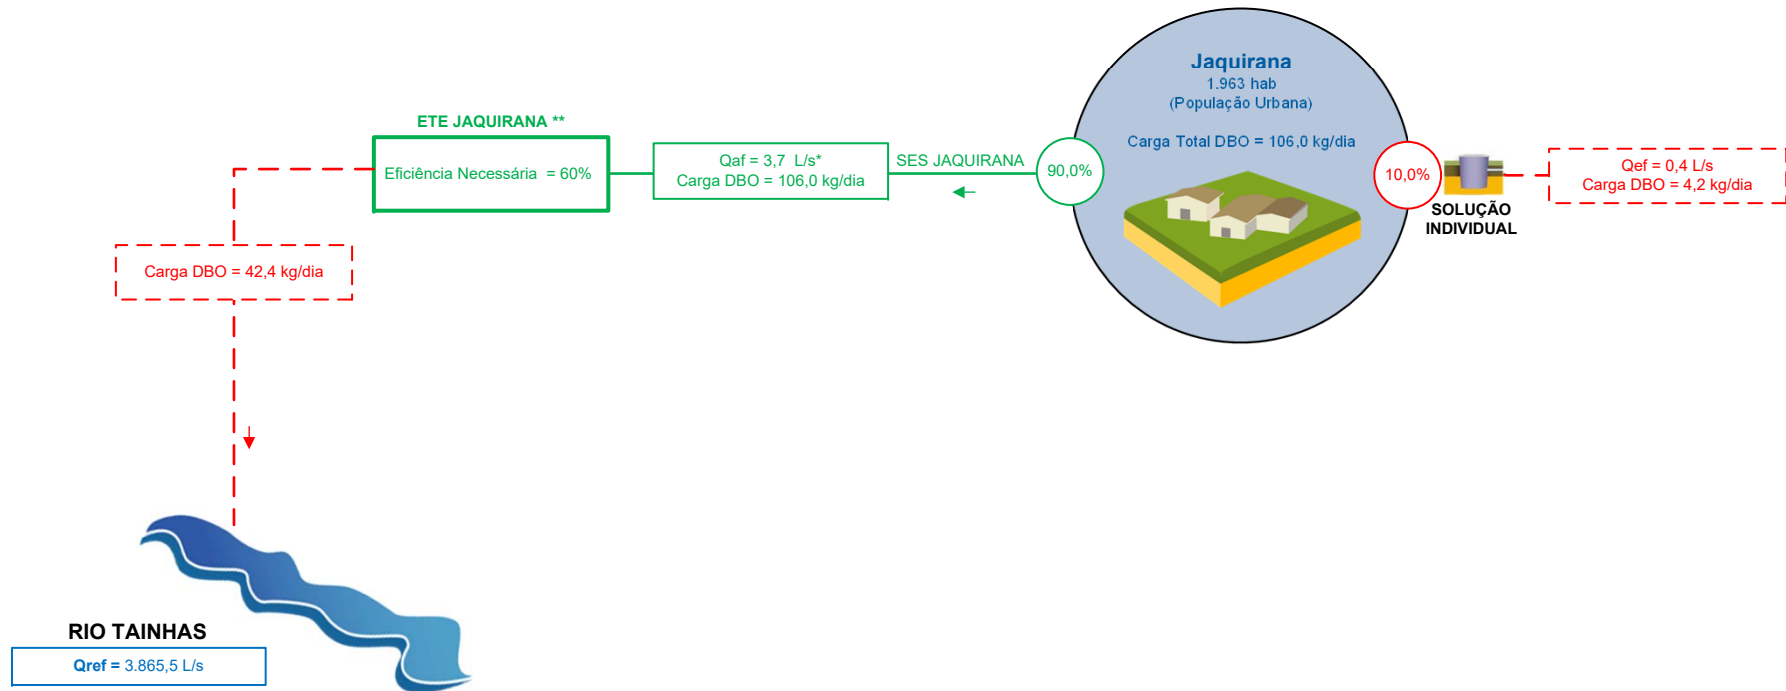 Jaquirana
1.963 hab
(População Urbana)
Carga Total DBO = 106,0 kg/dia
ETE JAQUIRANA **
Eficiência Necessária = 60%
Qaf = 3,7 L/s*
Carga DBO = 106,0 kg/dia
SES JAQUIRANA
90,0%
10,0%
SOLUÇÃO
INDIVIDUAL
Qef = 0,4 L/s
Carga DBO = 4,2 kg/dia
Carga DBO = 42,4 kg/dia
RIO TAINHAS
Qref = 3.865,5 L/s